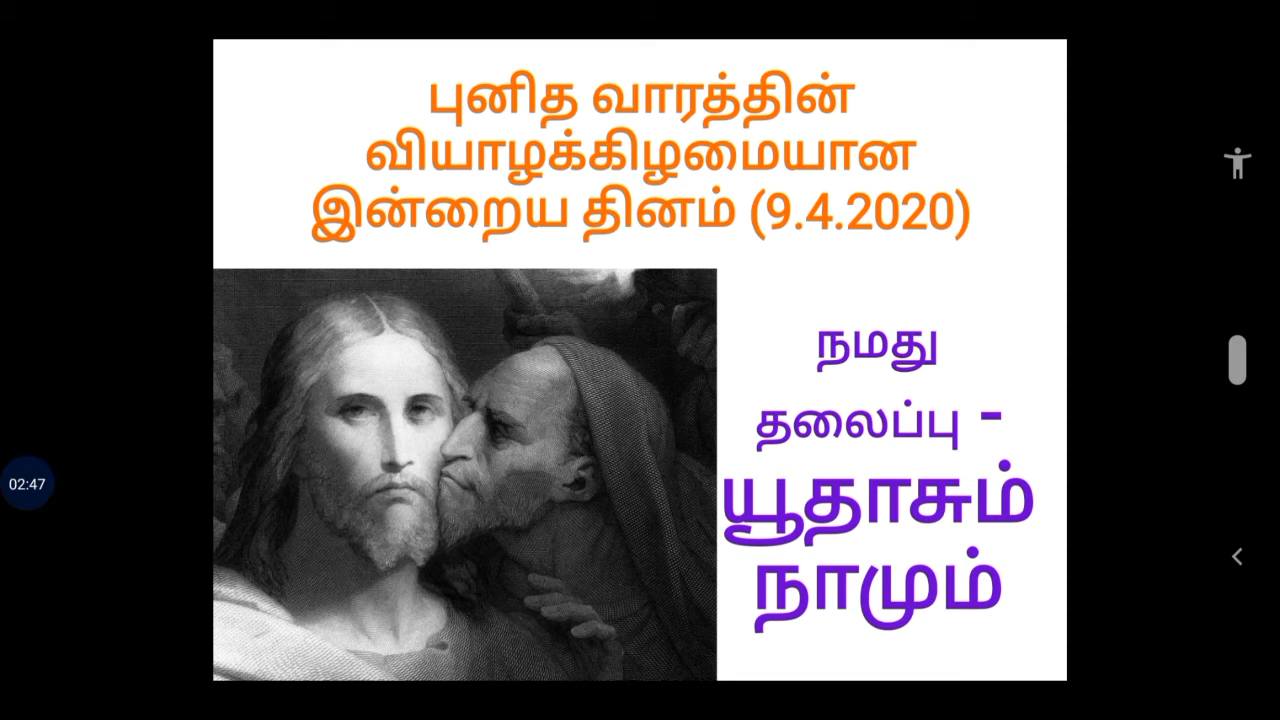 புனித வாரத்தின்
வியாழக்கிழமையான
இன்றைய தினம் (9.4.2020)
நமது
தலைப்பு -
யூதாசும்
நாமும்
02:47